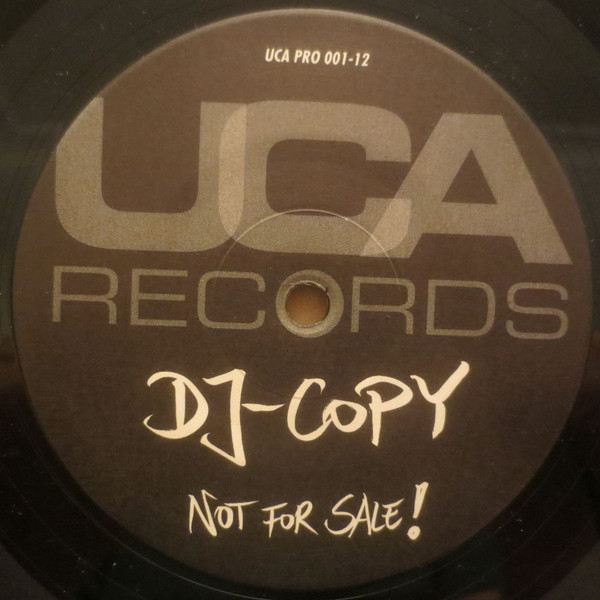 UCA PRO 001-12
UCA
RECORDS
DJ-COPY
NOT FOR SALE!